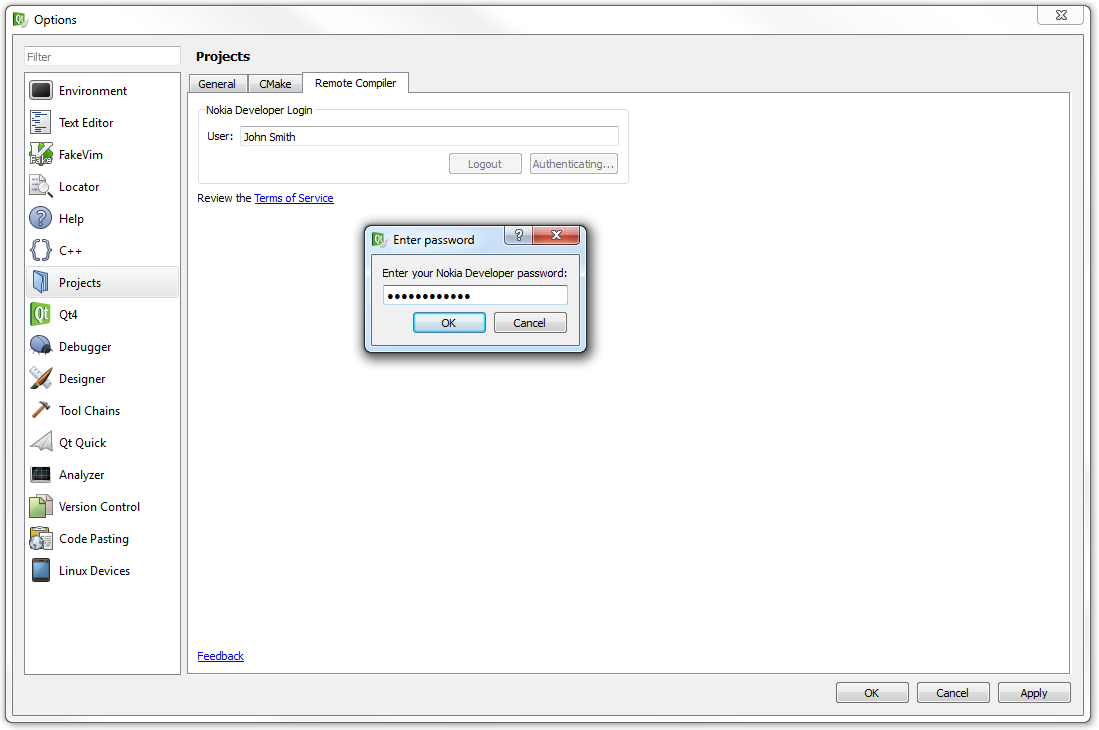 Options
Filter
Environment
Text Editor
FakeVim
Locator
Help
C++
Projects
Qt4
Debugger
Designer
Tool Chains
Qt Quick
Analyzer
Version Control
Code Pasting
Linux Devices
Projects
General CMake Remote Compiler
Nokia Developer Login
User: John Smith
Logout Authenticating...
Review the Terms of Service
Enter password
Enter your Nokia Developer password:
●●●●●●●●●●●●
OK Cancel
Feedback
OK Cancel Apply